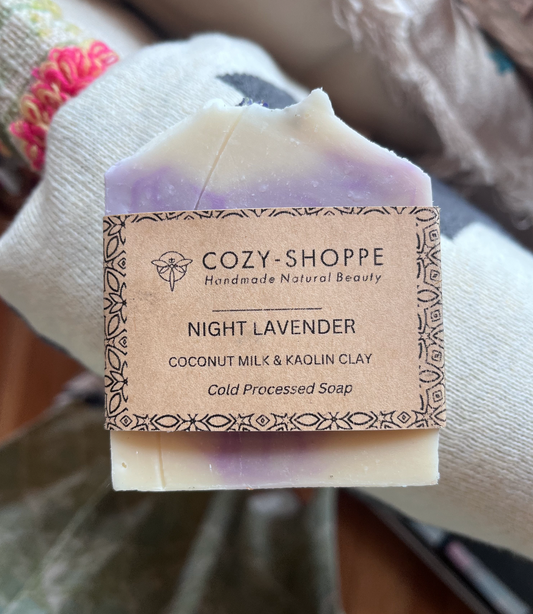 COZY-SHOPPE
Handmade Natural Beauty
NIGHT LAVENDER
COCONUT MILK & KAOLIN CLAY
Cold Processed Soap